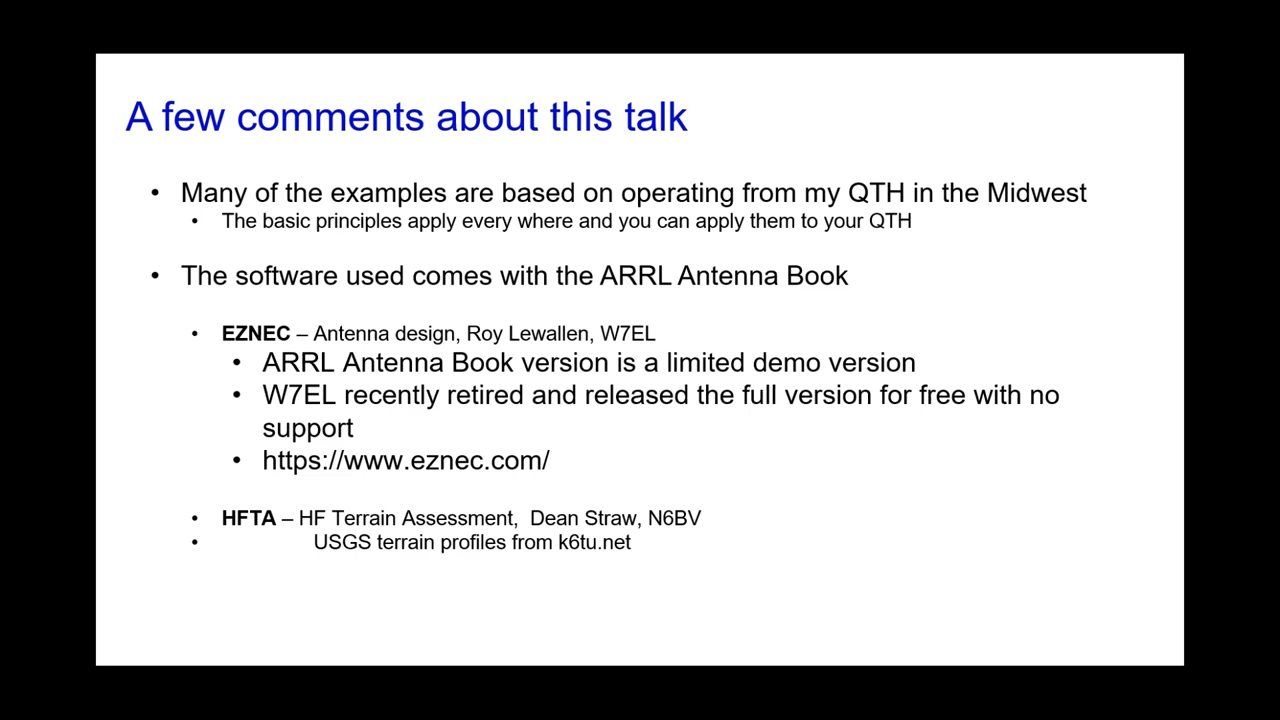 A few comments about this talk
• Many of the examples are based on operating from my QTH in the Midwest
• The basic principles apply every where and you can apply them to your QTH
• The software used comes with the ARRL Antenna Book
• EZNEC – Antenna design, Roy Lewallen, W7EL
• ARRL Antenna Book version is a limited demo version
• W7EL recently retired and released the full version for free with no
support
• https://www.eznec.com/
• HFTA – HF Terrain Assessment, Dean Straw, N6BV
• USGS terrain profiles from k6tu.net